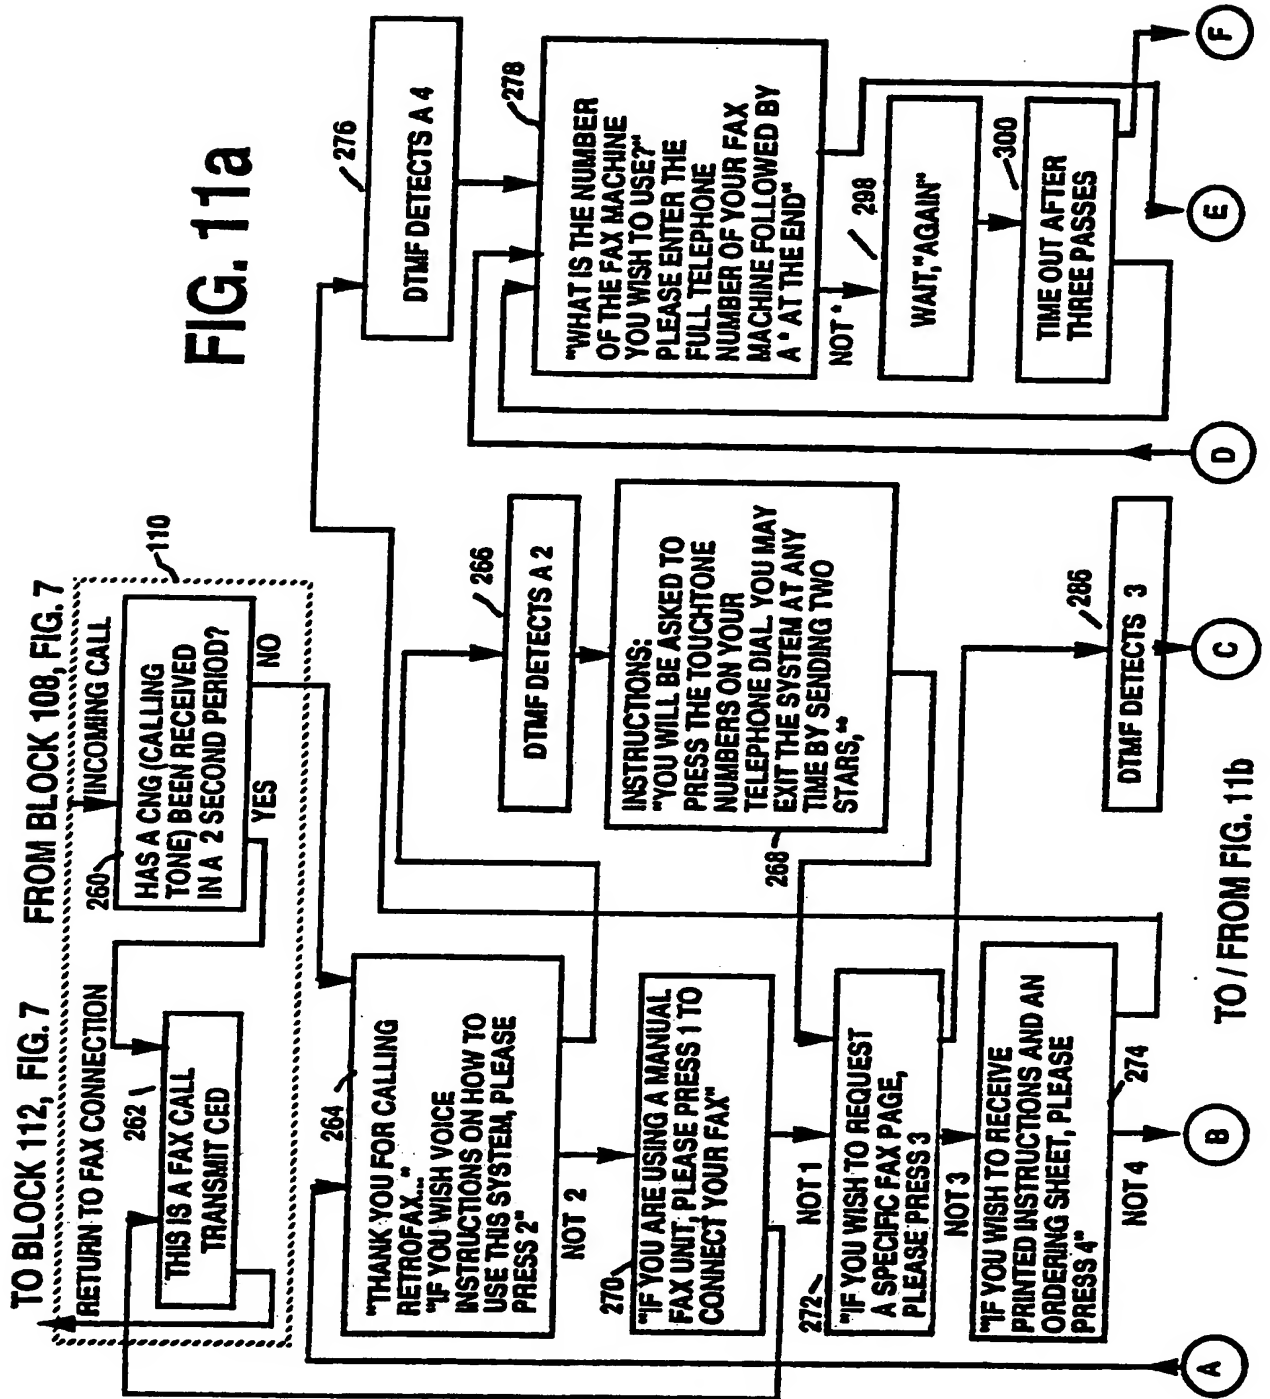 FIG. 11a
TO BLOCK 112, FIG. 7
FROM BLOCK 108, FIG. 7
RETURN TO FAX CONNECTION
INCOMING CALL
110
260
HAS A CNG (CALLING
TONE) BEEN RECEIVED
IN A 2 SECOND PERIOD?
YES
NO
262
THIS IS A FAX CALL
TRANSMIT CED
264
"THANK YOU FOR CALLING
RETROFAX..."
"IF YOU WISH VOICE
INSTRUCTIONS ON HOW TO
USE THIS SYSTEM, PLEASE
PRESS 2"
NOT 2
266
DTMF DETECTS A 2
268
INSTRUCTIONS:
"YOU WILL BE ASKED TO
PRESS THE TOUCHTONE
NUMBERS ON YOUR
TELEPHONE DIAL. YOU MAY
EXIT THE SYSTEM AT ANY
TIME BY SENDING TWO
STARS, **
270
"IF YOU ARE USING A MANUAL
FAX UNIT, PLEASE PRESS 1 TO
CONNECT YOUR FAX"
NOT 1
272
"IF YOU WISH TO REQUEST
A SPECIFIC FAX PAGE,
PLEASE PRESS 3
NOT 3
274
"IF YOU WISH TO RECEIVE
PRINTED INSTRUCTIONS AND AN
ORDERING SHEET, PLEASE
PRESS 4"
NOT 4
276
DTMF DETECTS A 4
278
"WHAT IS THE NUMBER
OF THE FAX MACHINE
YOU WISH TO USE?"
PLEASE ENTER THE
FULL TELEPHONE
NUMBER OF YOUR FAX
MACHINE FOLLOWED BY
A * AT THE END"
NOT *
298
WAIT, "AGAIN"
300
TIME OUT AFTER
THREE PASSES
286
DTMF DETECTS 3
A
B
C
D
E
F
TO / FROM FIG. 11b